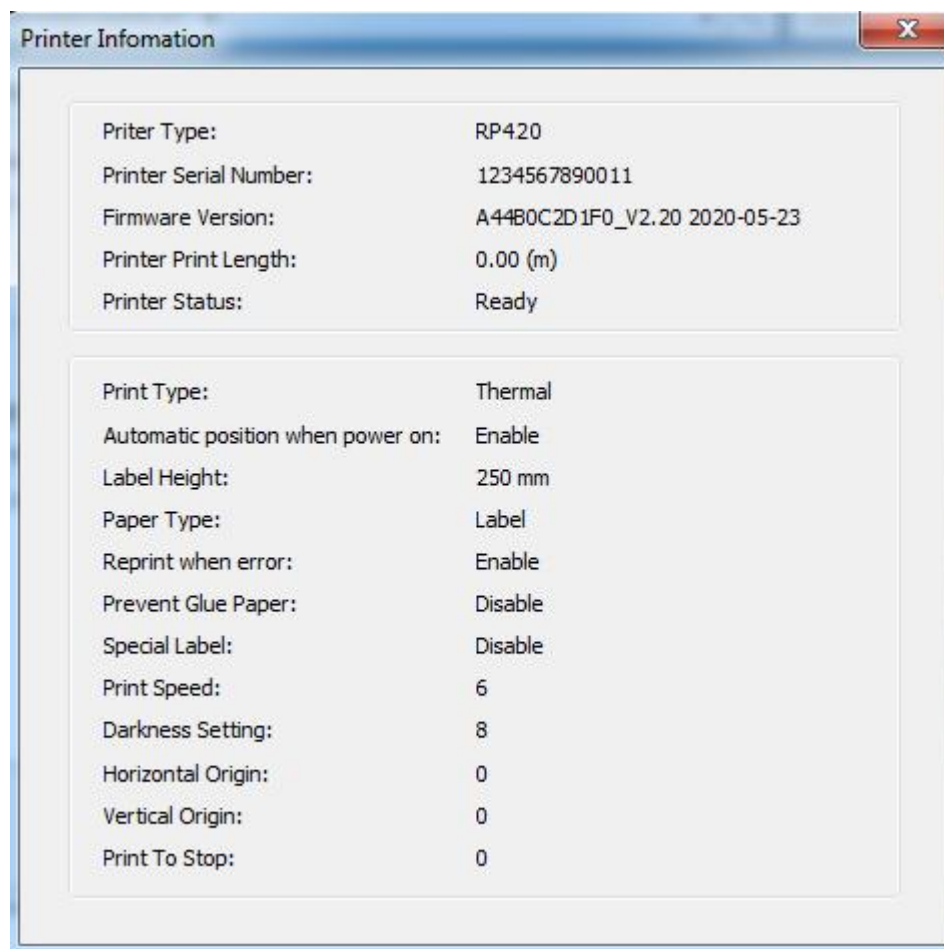 Printer Infomation
Priter Type: RP420
Printer Serial Number: 1234567890011
Firmware Version: A44B0C2D1F0_V2.20 2020-05-23
Printer Print Length: 0.00 (m)
Printer Status: Ready
Print Type: Thermal
Automatic position when power on: Enable
Label Height: 250 mm
Paper Type: Label
Reprint when error: Enable
Prevent Glue Paper: Disable
Special Label: Disable
Print Speed: 6
Darkness Setting: 8
Horizontal Origin: 0
Vertical Origin: 0
Print To Stop: 0